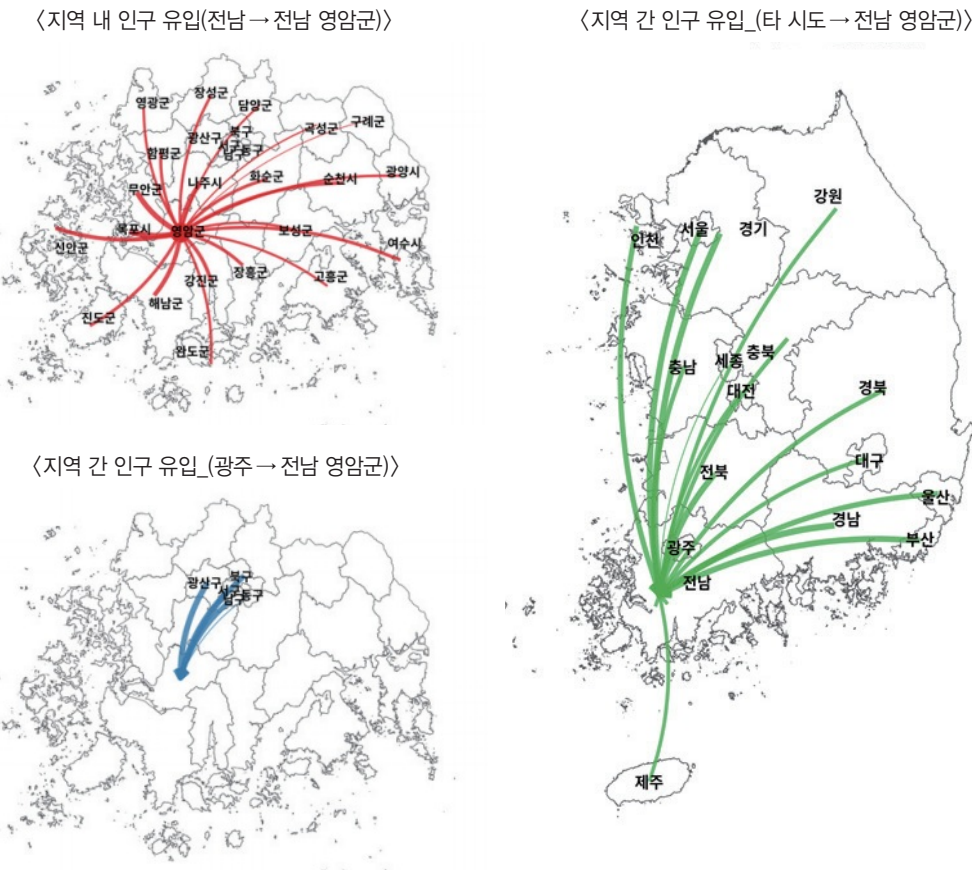 〈지역 내 인구 유입(전남→전남 영암군)〉
영광군
장성군
담양군
광산구
북구
서구
동구
남구
곡성군
구례군
함평군
무안군
나주시
화순군
순천시
광양시
목포시
영암군
보성군
여수시
신안군
강진군
장흥군
고흥군
해남군
진도군
완도군
〈지역 간 인구 유입_(광주→전남 영암군)〉
광산구
북구
서구
동구
남구
〈지역 간 인구 유입_(타 시도→전남 영암군)〉
강원
인천
서울
경기
충남
세종
충북
대전
경북
전북
대구
울산
경남
광주
부산
전남
제주